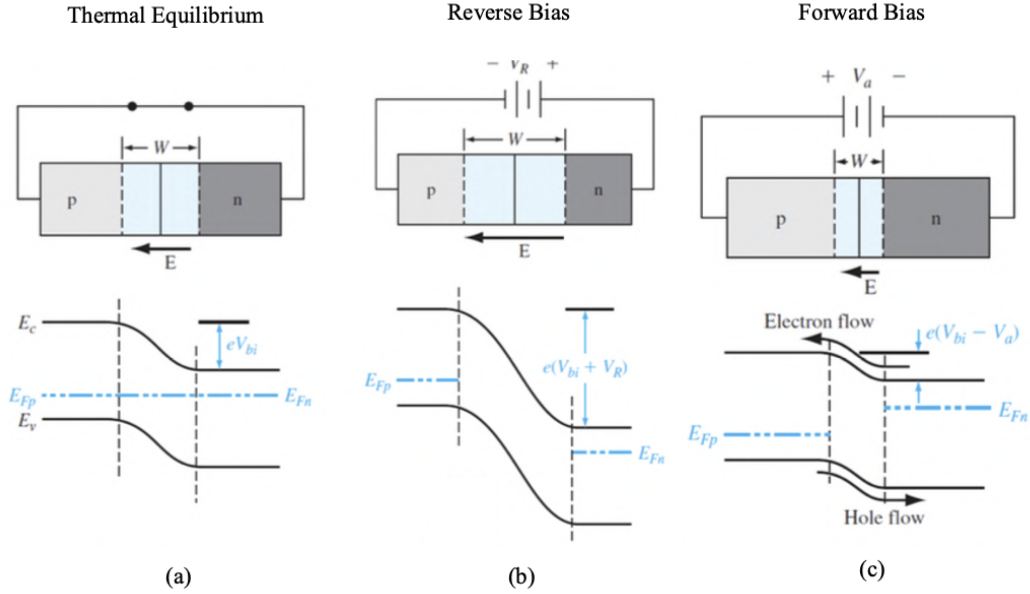 Thermal Equilibrium
Reverse Bias
Forward Bias
W
p
n
E
E_c
eV_bi
E_Fp
E_Fn
E_v
(a)
− V_R +
W
p
n
E
E_Fp
e(V_bi + V_R)
E_Fn
(b)
+ V_a −
W
p
n
E
Electron flow
e(V_bi − V_a)
E_Fn
E_Fp
Hole flow
(c)